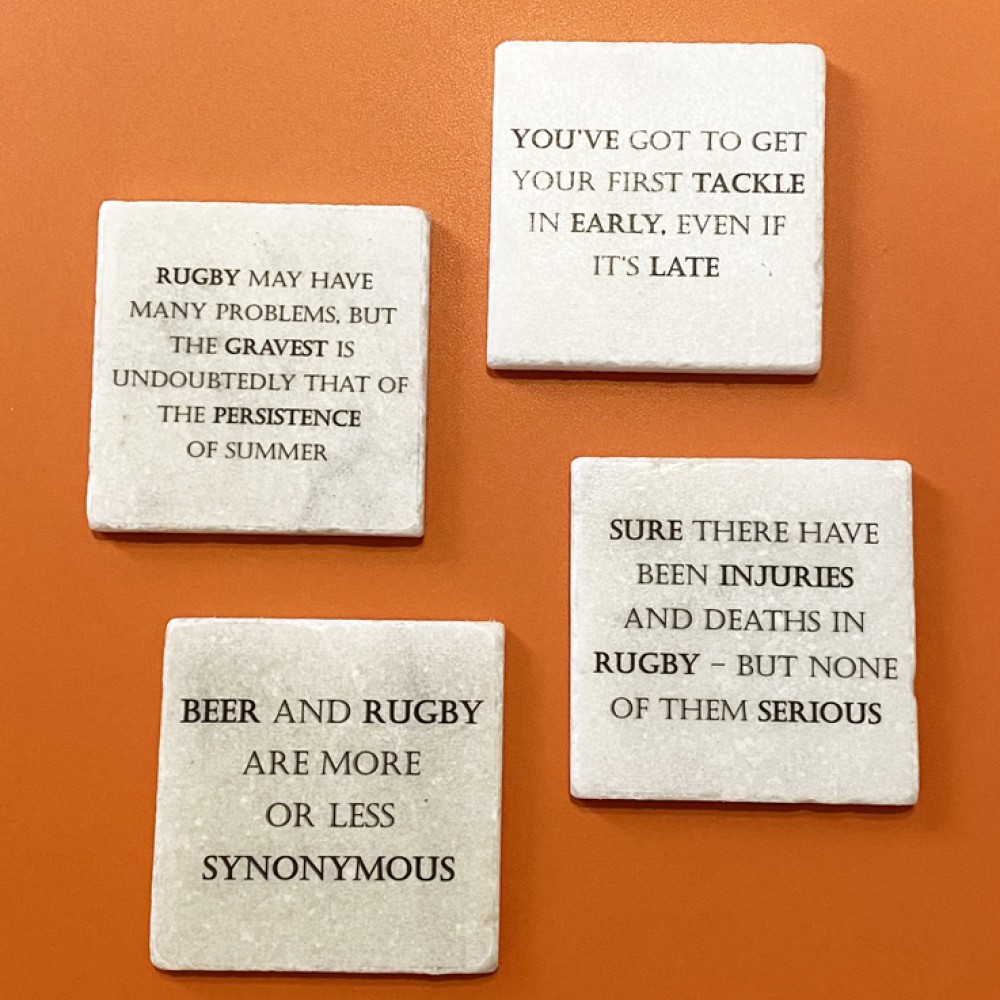 YOU'VE GOT TO GET
YOUR FIRST TACKLE
IN EARLY, EVEN IF
IT'S LATE
RUGBY MAY HAVE
MANY PROBLEMS, BUT
THE GRAVEST IS
UNDOUBTEDLY THAT OF
THE PERSISTENCE
OF SUMMER
SURE THERE HAVE
BEEN INJURIES
AND DEATHS IN
RUGBY – BUT NONE
OF THEM SERIOUS
BEER AND RUGBY
ARE MORE
OR LESS
SYNONYMOUS